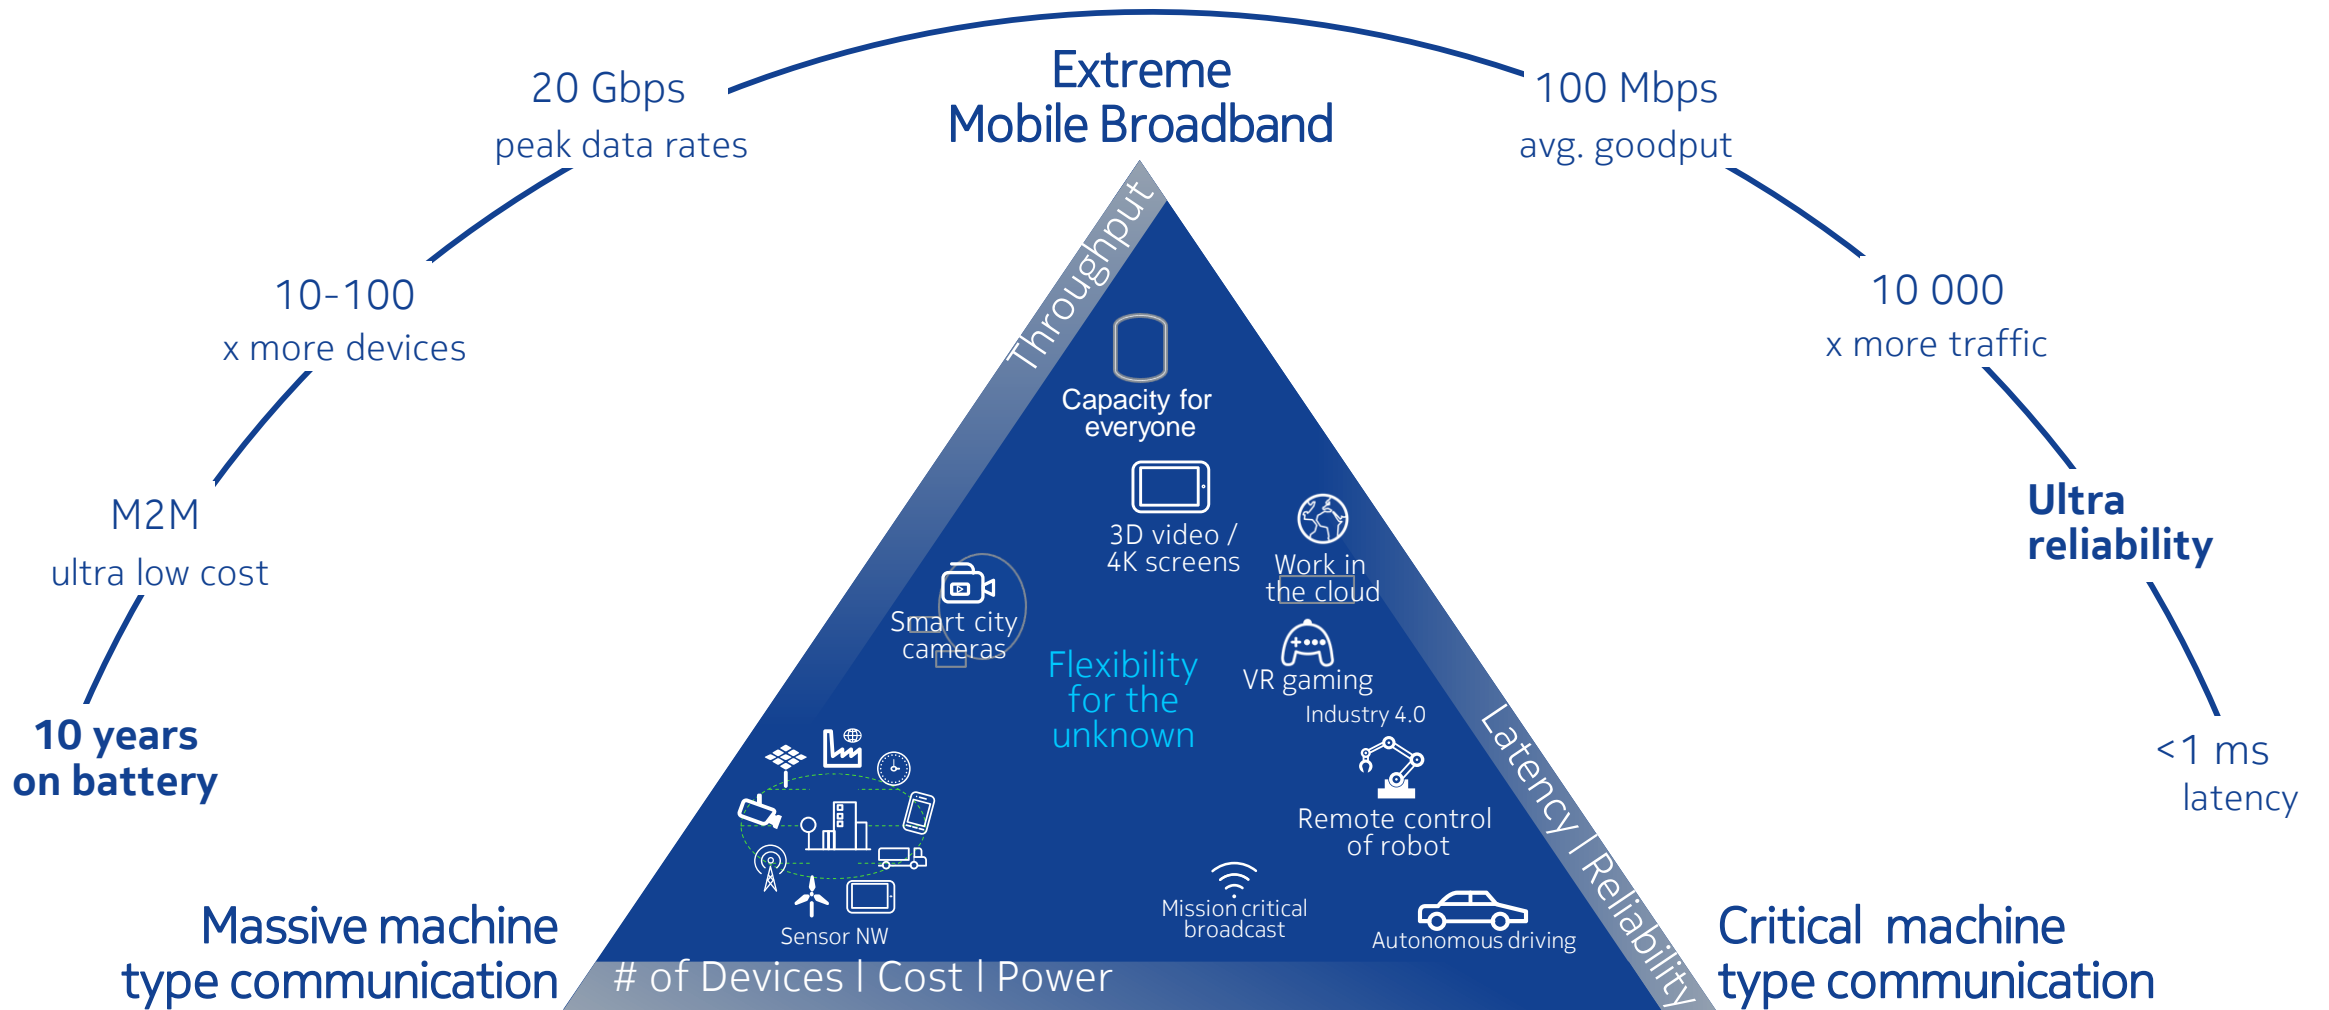 Extreme
Mobile Broadband
20 Gbps
peak data rates
100 Mbps
avg. goodput
10-100
x more devices
10 000
x more traffic
M2M
ultra low cost
Ultra
reliability
10 years
on battery
<1 ms
latency
Throughput
Capacity for
everyone
3D video /
4K screens
Work in
the cloud
Smart city
cameras
Flexibility
for the
unknown
VR gaming
Industry 4.0
Remote control
of robot
Latency | Reliability
Mission critical
broadcast
Autonomous driving
Sensor NW
# of Devices | Cost | Power
Massive machine
type communication
Critical machine
type communication